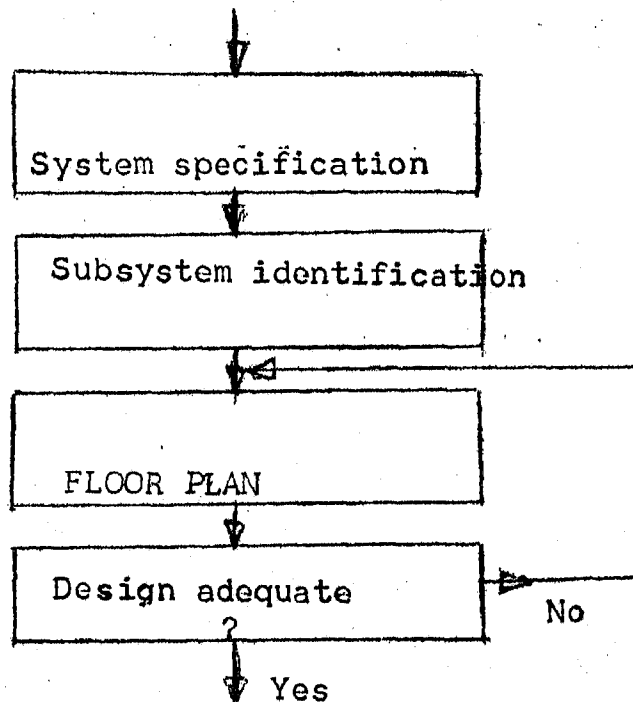 System specification
Subsystem identification
FLOOR PLAN
Design adequate
?
No
Yes